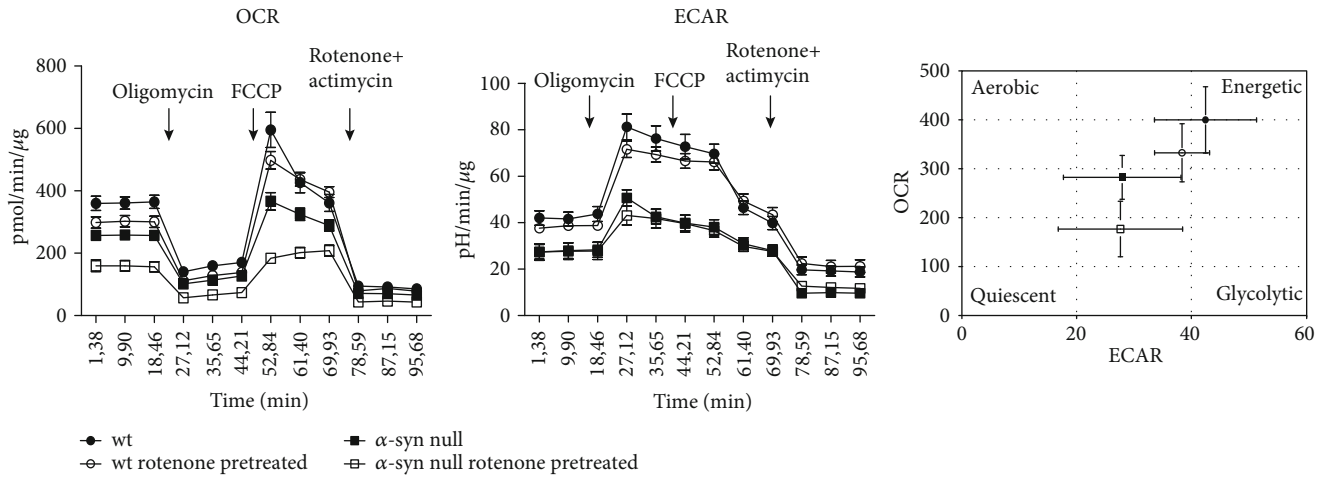 OCR
pmol/min/μg
800
600
400
200
0
Oligomycin
FCCP
Rotenone+
actimycin
1,38
9,90
18,46
27,12
35,65
44,21
52,84
61,40
69,93
78,59
87,15
95,68
Time (min)
ECAR
pH/min/μg
100
80
60
40
20
0
Oligomycin
FCCP
Rotenone+
actimycin
1,38
9,90
18,46
27,12
35,65
44,21
52,84
61,40
69,93
78,59
87,15
95,68
Time (min)
OCR
500
400
300
200
100
0
Aerobic
Energetic
Quiescent
Glycolytic
0
20
40
60
ECAR
wt
wt rotenone pretreated
α-syn null
α-syn null rotenone pretreated